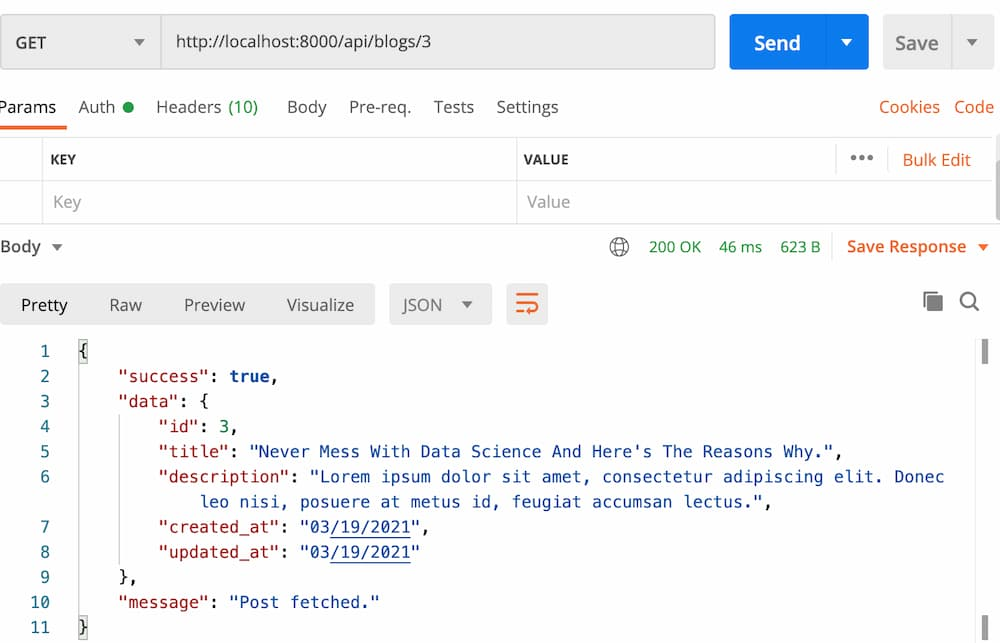 GET http://localhost:8000/api/blogs/3 Send Save
Params Auth Headers (10) Body Pre-req. Tests Settings Cookies Code
KEY VALUE ••• Bulk Edit
Key Value
Body 200 OK 46 ms 623 B Save Response
Pretty Raw Preview Visualize JSON
1 {
2 "success": true,
3 "data": {
4 "id": 3,
5 "title": "Never Mess With Data Science And Here's The Reasons Why.",
6 "description": "Lorem ipsum dolor sit amet, consectetur adipiscing elit. Donec
leo nisi, posuere at metus id, feugiat accumsan lectus.",
7 "created_at": "03/19/2021",
8 "updated_at": "03/19/2021"
9 },
10 "message": "Post fetched."
11 }